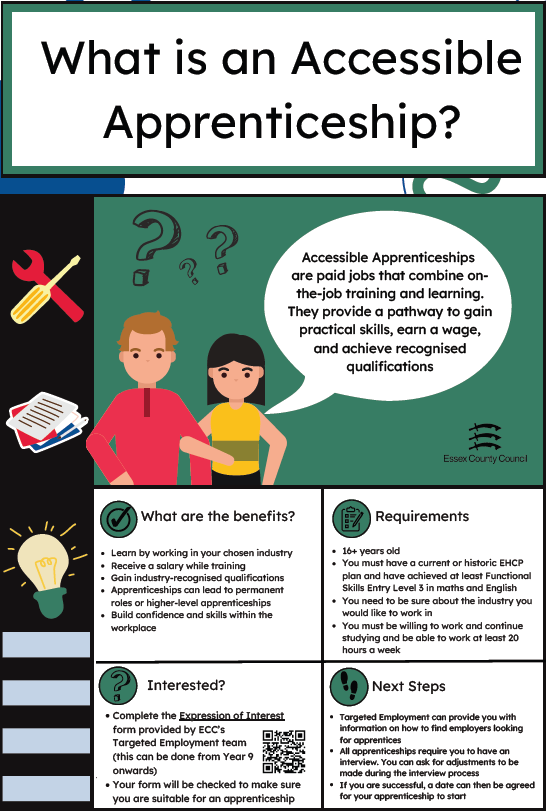 What is an Accessible
Apprenticeship?
Accessible Apprenticeships
are paid jobs that combine on-
the-job training and learning.
They provide a pathway to gain
practical skills, earn a wage,
and achieve recognised
qualifications
Essex County Council
What are the benefits?
• Learn by working in your chosen industry
• Receive a salary while training
• Gain industry-recognised qualifications
• Apprenticeships can lead to permanent
roles or higher-level apprenticeships
• Build confidence and skills within the
workplace
Requirements
• 16+ years old
• You must have a current or historic EHCP
plan and have achieved at least Functional
Skills Entry Level 3 in maths and English
• You need to be sure about the industry you
would like to work in
• You must be willing to work and continue
studying and be able to work at least 20
hours a week
Interested?
• Complete the Expression of Interest
form provided by ECC's
Targeted Employment team
(this can be done from Year 9
onwards)
• Your form will be checked to make sure
you are suitable for an apprenticeship
Next Steps
• Targeted Employment can provide you with
information on how to find employers looking
for apprentices
• All apprenticeships require you to have an
interview. You can ask for adjustments to be
made during the interview process
• If you are successful, a date can then be agreed
for your apprenticeship to start